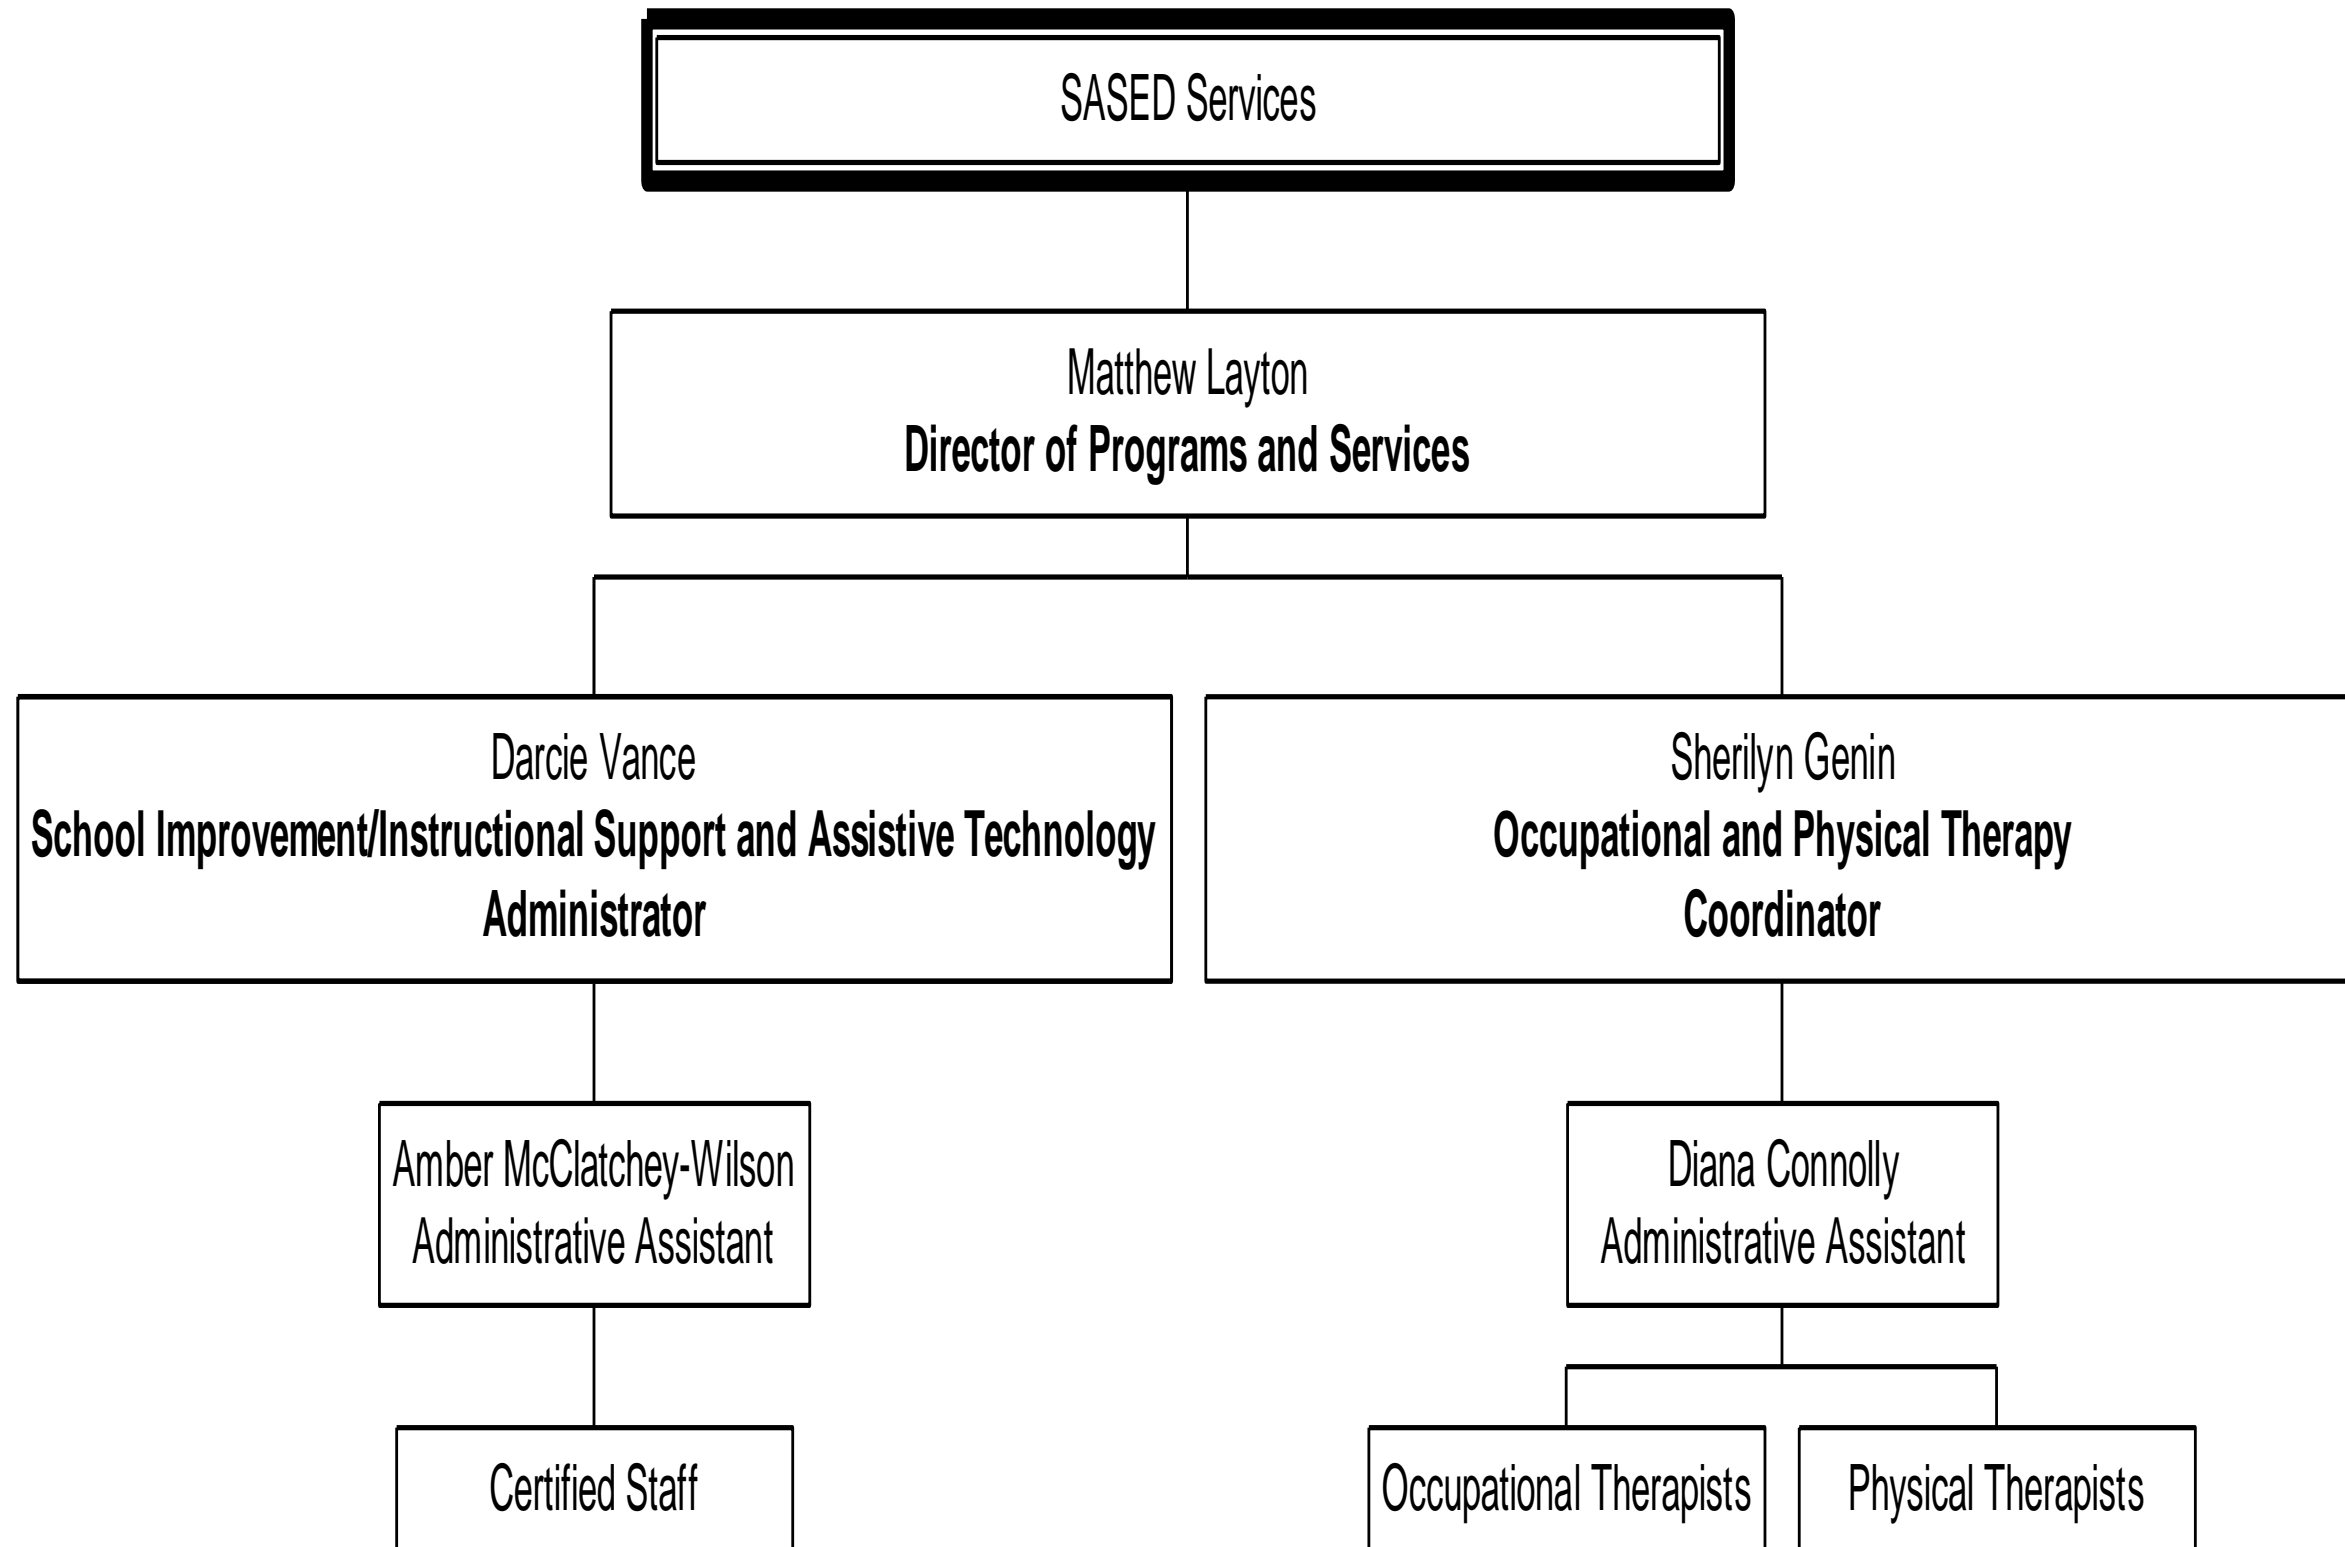 SASED Services
Matthew Layton
Director of Programs and Services
Darcie Vance
School Improvement/Instructional Support and Assistive Technology
Administrator
Sherilyn Genin
Occupational and Physical Therapy
Coordinator
Amber McClatchey-Wilson
Administrative Assistant
Diana Connolly
Administrative Assistant
Certified Staff
Occupational Therapists
Physical Therapists